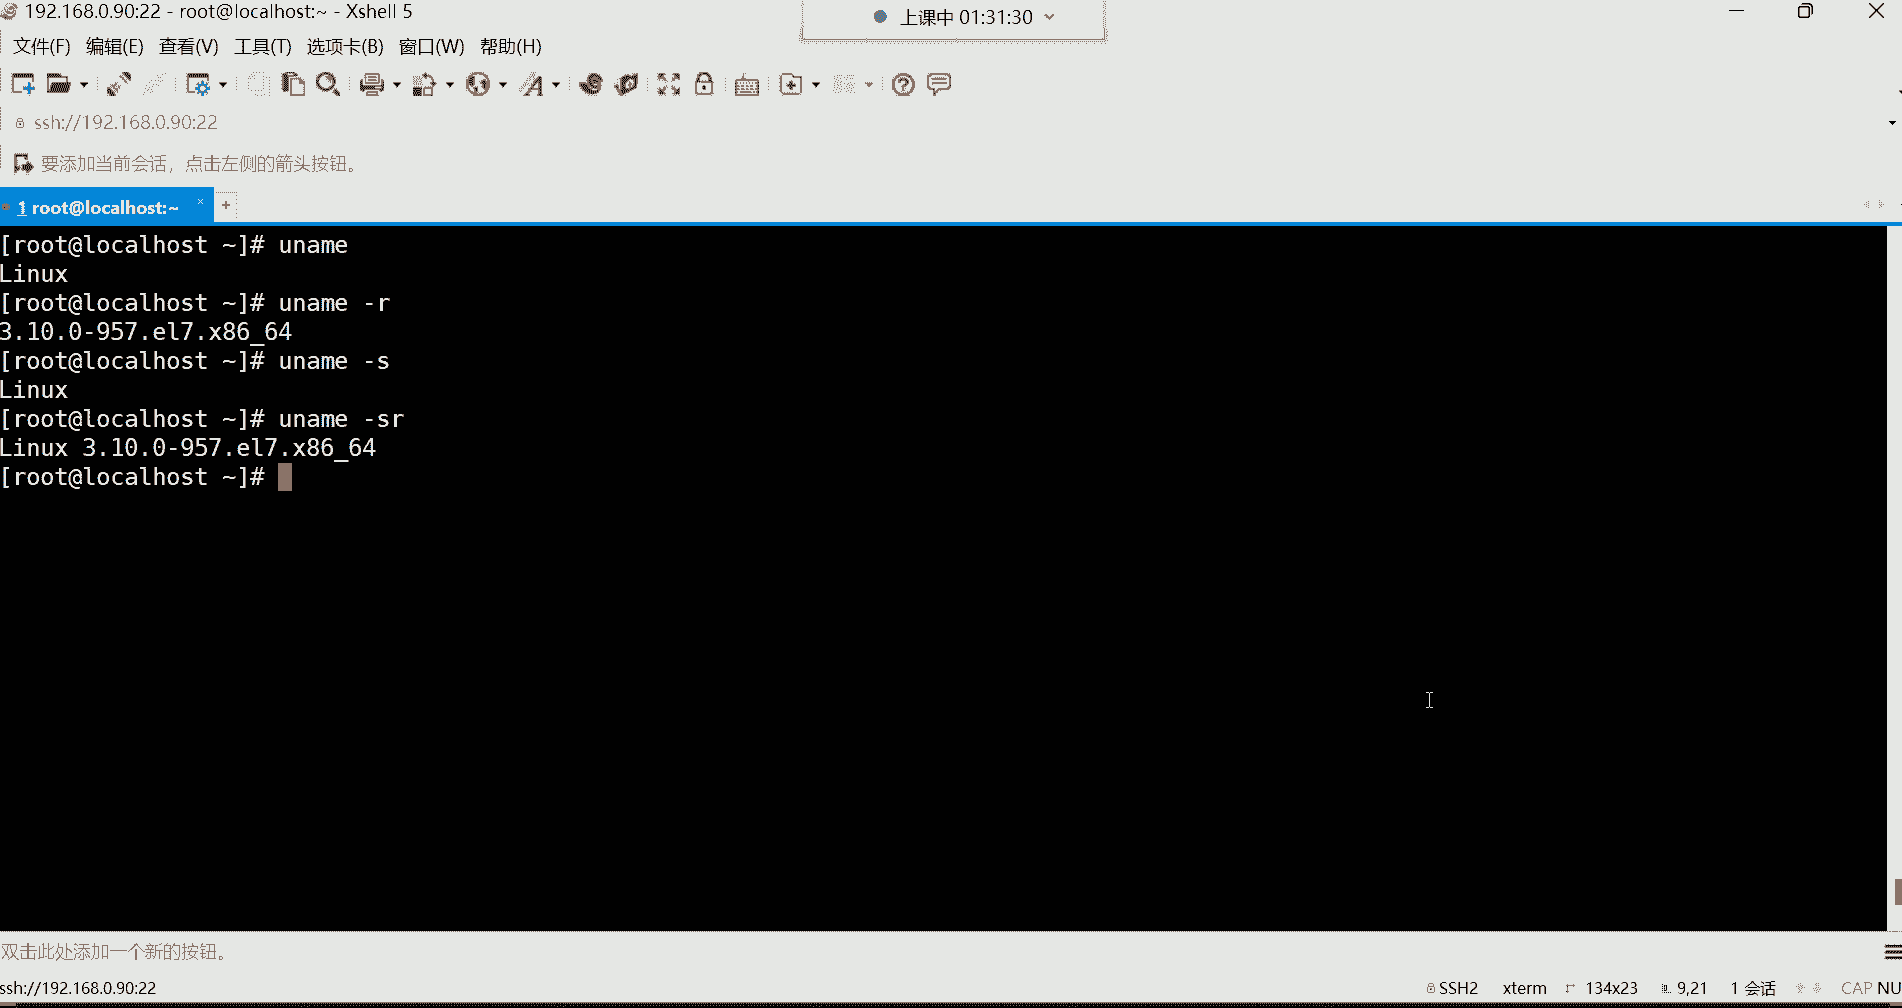 192.168.0.90:22 - root@localhost:~ - Xshell 5
上课中 01:31:30
文件(F) 编辑(E) 查看(V) 工具(T) 选项卡(B) 窗口(W) 帮助(H)
ssh://192.168.0.90:22
要添加当前会话，点击左侧的箭头按钮。
1 root@localhost:~ × +
[root@localhost ~]# uname
Linux
[root@localhost ~]# uname -r
3.10.0-957.el7.x86_64
[root@localhost ~]# uname -s
Linux
[root@localhost ~]# uname -sr
Linux 3.10.0-957.el7.x86_64
[root@localhost ~]#
双击此处添加一个新的按钮。
ssh://192.168.0.90:22 SSH2 xterm 134x23 9,21 1 会话 CAP NU